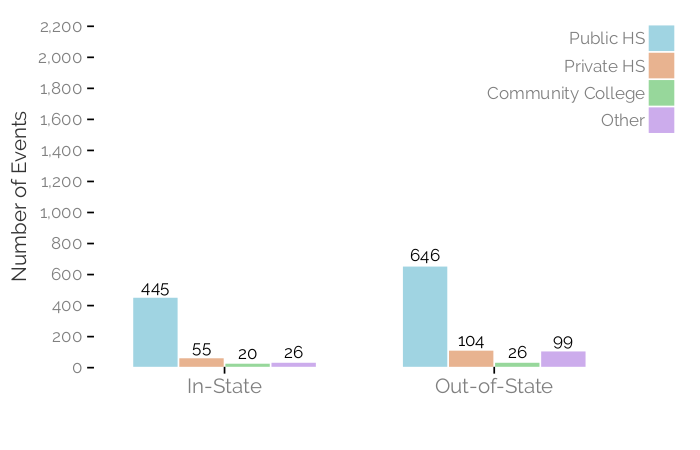 2,200
2,000
1,800
1,600
1,400
1,200
1,000
800
600
400
200
0
Number of Events
Public HS
Private HS
Community College
Other
445
55
20
26
646
104
26
99
In-State
Out-of-State